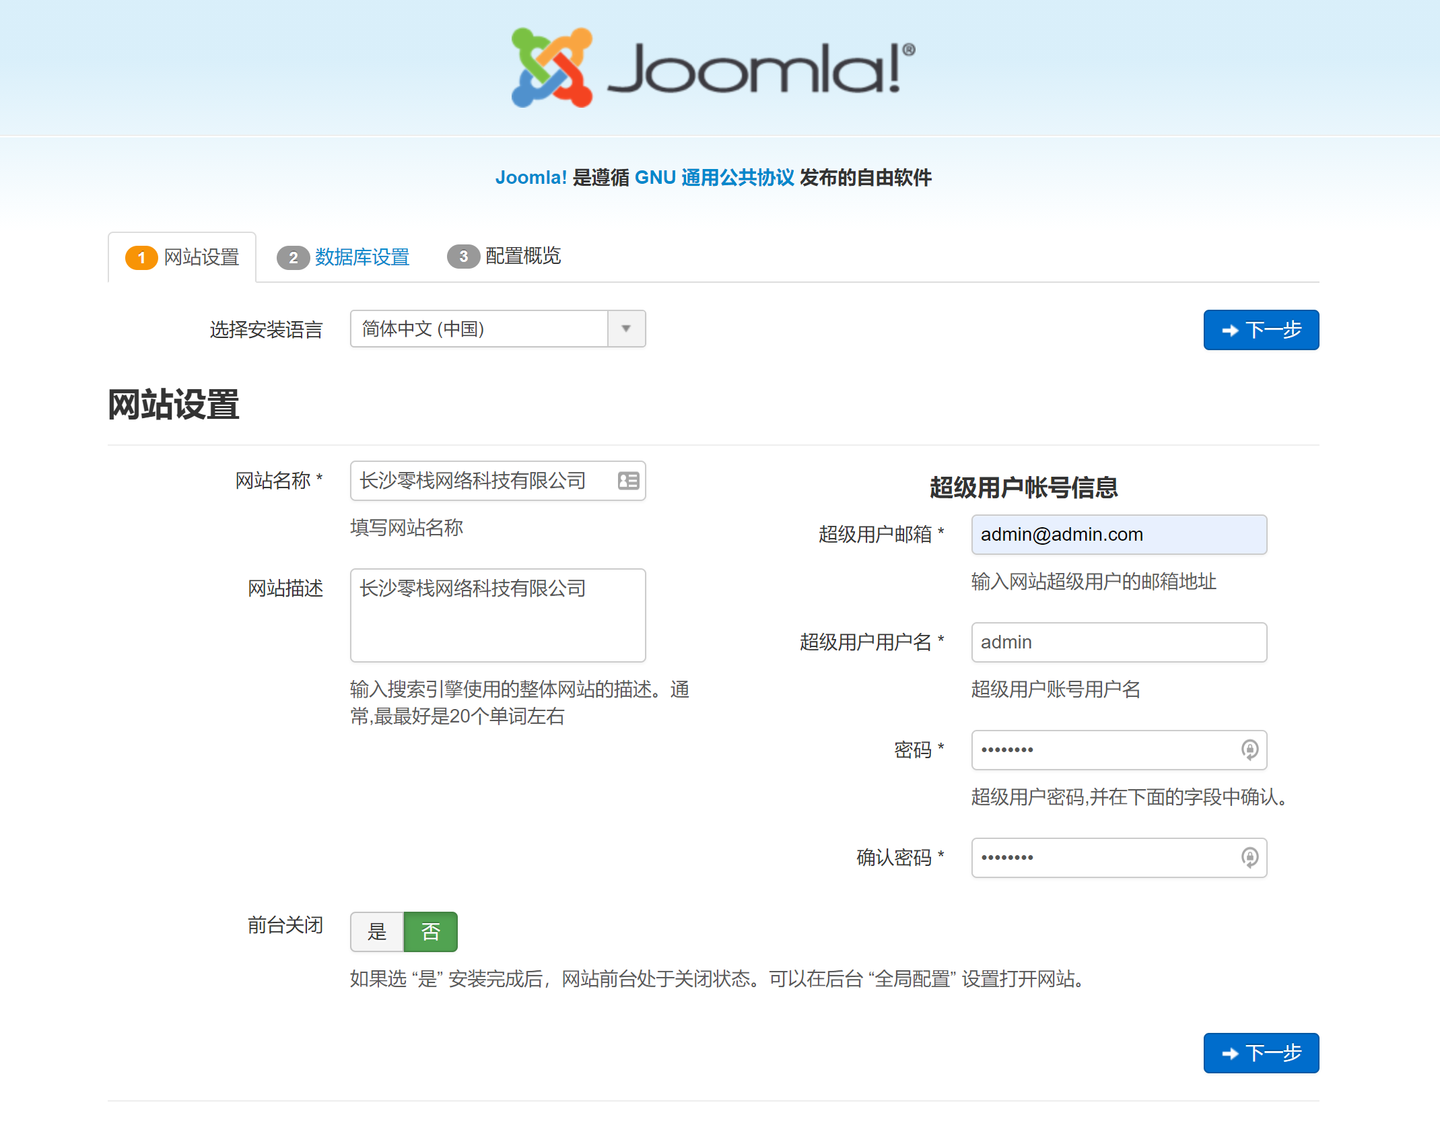 Joomla!®
Joomla! 是遵循 GNU 通用公共协议 发布的自由软件
1 网站设置
2 数据库设置
3 配置概览
选择安装语言
简体中文 (中国)
下一步
网站设置
网站名称 *
长沙零栈网络科技有限公司
填写网站名称
网站描述
长沙零栈网络科技有限公司
输入搜索引擎使用的整体网站的描述。通
常,最最好是20个单词左右
超级用户帐号信息
超级用户邮箱 *
admin@admin.com
输入网站超级用户的邮箱地址
超级用户用户名 *
admin
超级用户账号用户名
密码 *
••••••••
超级用户密码,并在下面的字段中确认。
确认密码 *
••••••••
前台关闭
是
否
如果选 “是” 安装完成后，网站前台处于关闭状态。可以在后台 “全局配置” 设置打开网站。
下一步